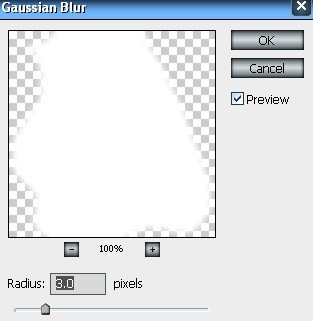 Gaussian Blur
OK
Cancel
Preview
100%
Radius: 3.0 pixels